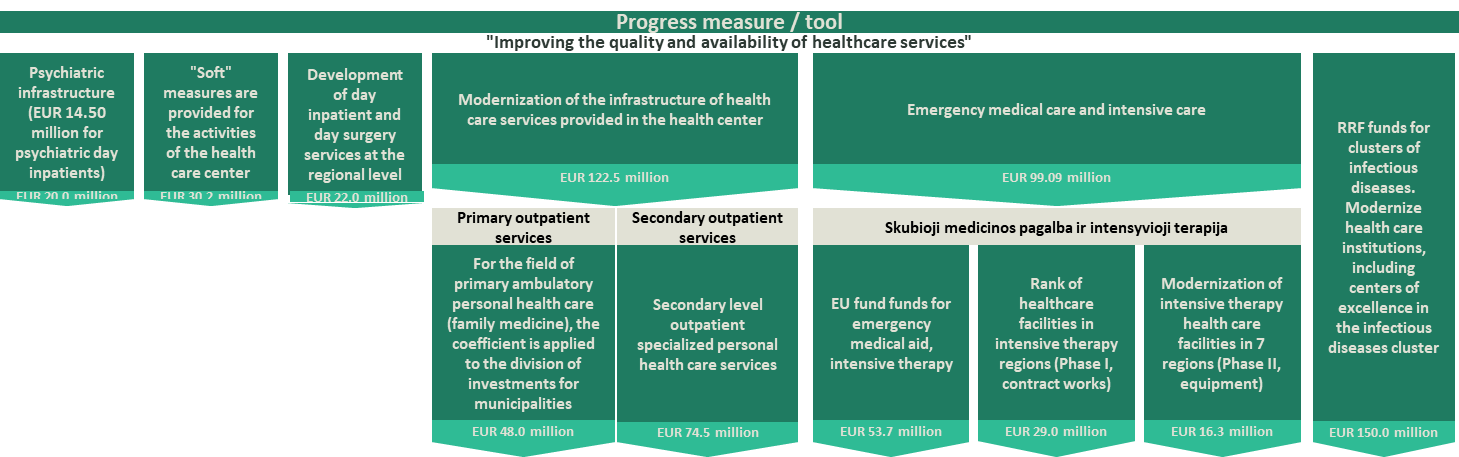 Progress measure / tool
"Improving the quality and availability of healthcare services"
Psychiatric
infrastructure
(EUR 14.50
million for
psychiatric day
inpatients)
EUR 20.0 million
"Soft"
measures are
provided for
the activities
of the health
care center
EUR 30.2 million
Development
of day
inpatient and
day surgery
services at the
regional level
EUR 22.0 million
Modernization of the infrastructure of health
care services provided in the health center
EUR 122.5 million
Primary outpatient
services
For the field of
primary ambulatory
personal health care
(family medicine), the
coefficient is applied
to the division of
investments for
municipalities
EUR 48.0 million
Secondary outpatient
services
Secondary level
outpatient
specialized personal
health care services
EUR 74.5 million
Emergency medical care and intensive care
EUR 99.09 million
Skubioji medicinos pagalba ir intensyvioji terapija
EU fund funds for
emergency
medical aid,
intensive therapy
EUR 53.7 million
Rank of
healthcare
facilities in
intensive therapy
regions (Phase I,
contract works)
EUR 29.0 million
Modernization of
intensive therapy
health care
facilities in 7
regions (Phase II,
equipment)
EUR 16.3 million
RRF funds for
clusters of
infectious
diseases.
Modernize
health care
institutions,
including
centers of
excellence in
the infectious
diseases cluster
EUR 150.0 million